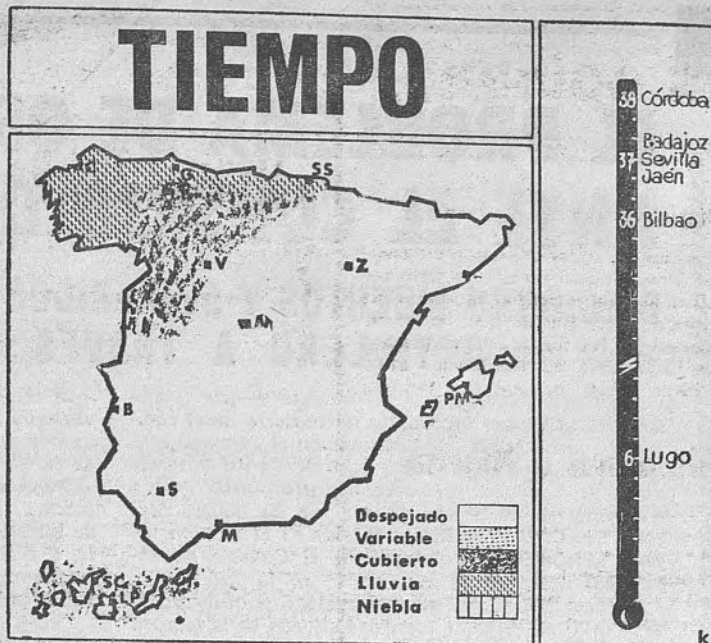 TIEMPO
C
G
SS
V
Z
M
PM
B
S
M
SC
LP
Despejado
Variable
Cubierto
Lluvia
Niebla
38 Córdoba
Badajoz
37 Sevilla
Jaén
36 Bilbao
6 Lugo
k